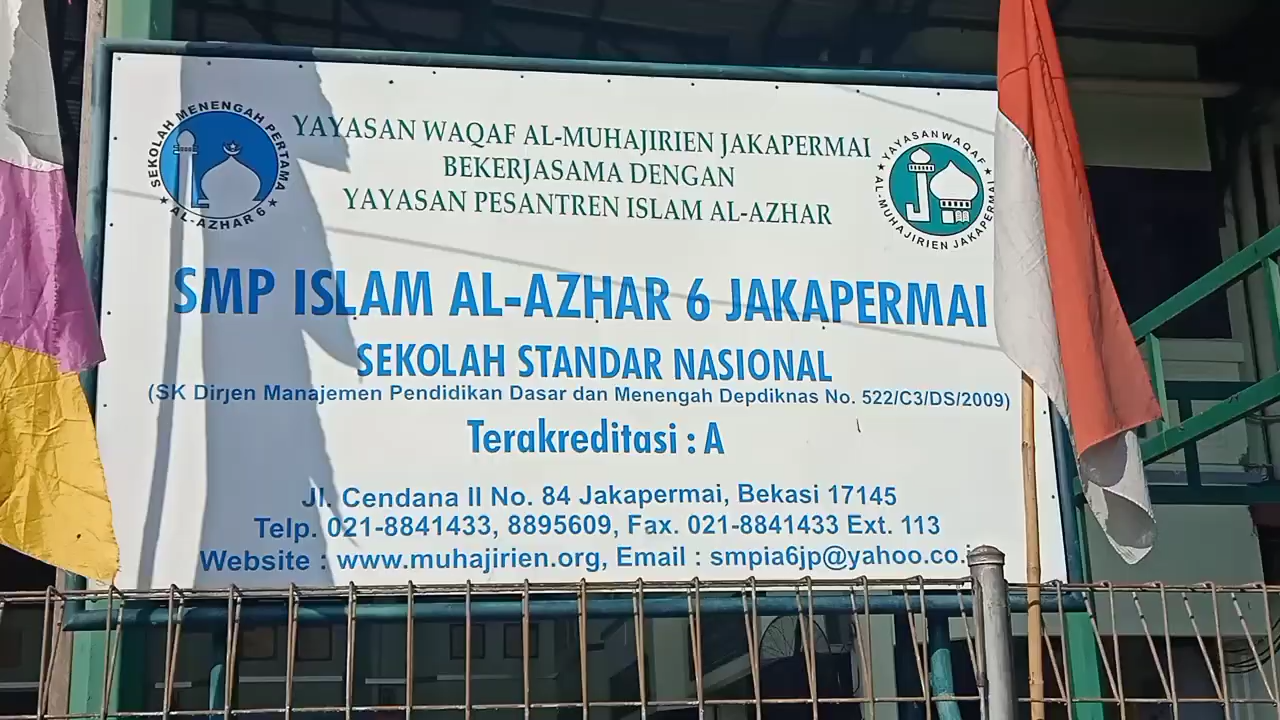 SEKOLAH MENENGAH PERTAMA
★ AL-AZHAR 6 ★
YAYASAN WAQAF AL-MUHAJIRIEN JAKAPERMAI
BEKERJASAMA DENGAN
YAYASAN PESANTREN ISLAM AL-AZHAR
★ YAYASAN WAQAF ★
AL-MUHAJIRIEN JAKAPERMAI
SMP ISLAM AL-AZHAR 6 JAKAPERMAI
SEKOLAH STANDAR NASIONAL
(SK Dirjen Manajemen Pendidikan Dasar dan Menengah Depdiknas No. 522/C3/DS/2009)
Terakreditasi : A
Jl. Cendana II No. 84 Jakapermai, Bekasi 17145
Telp. 021-8841433, 8895609, Fax. 021-8841433 Ext. 113
Website : www.muhajirien.org, Email : smpia6jp@yahoo.co.i